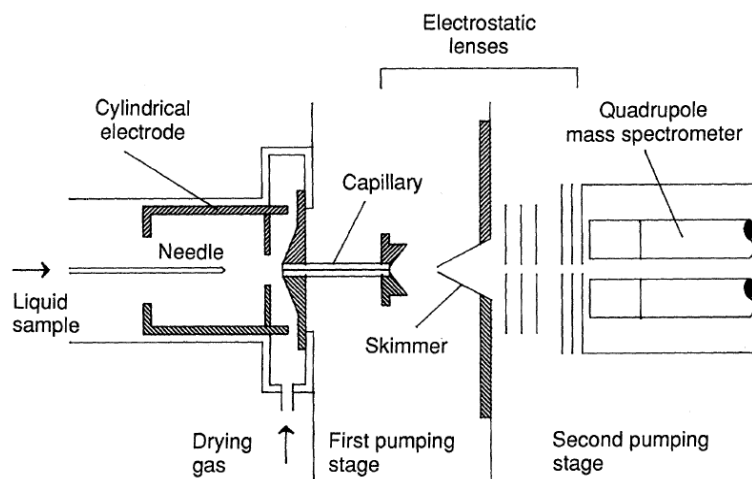 Electrostatic
lenses
Cylindrical
electrode
Quadrupole
mass spectrometer
Capillary
Needle
Liquid
sample
Skimmer
Drying
gas
First pumping
stage
Second pumping
stage